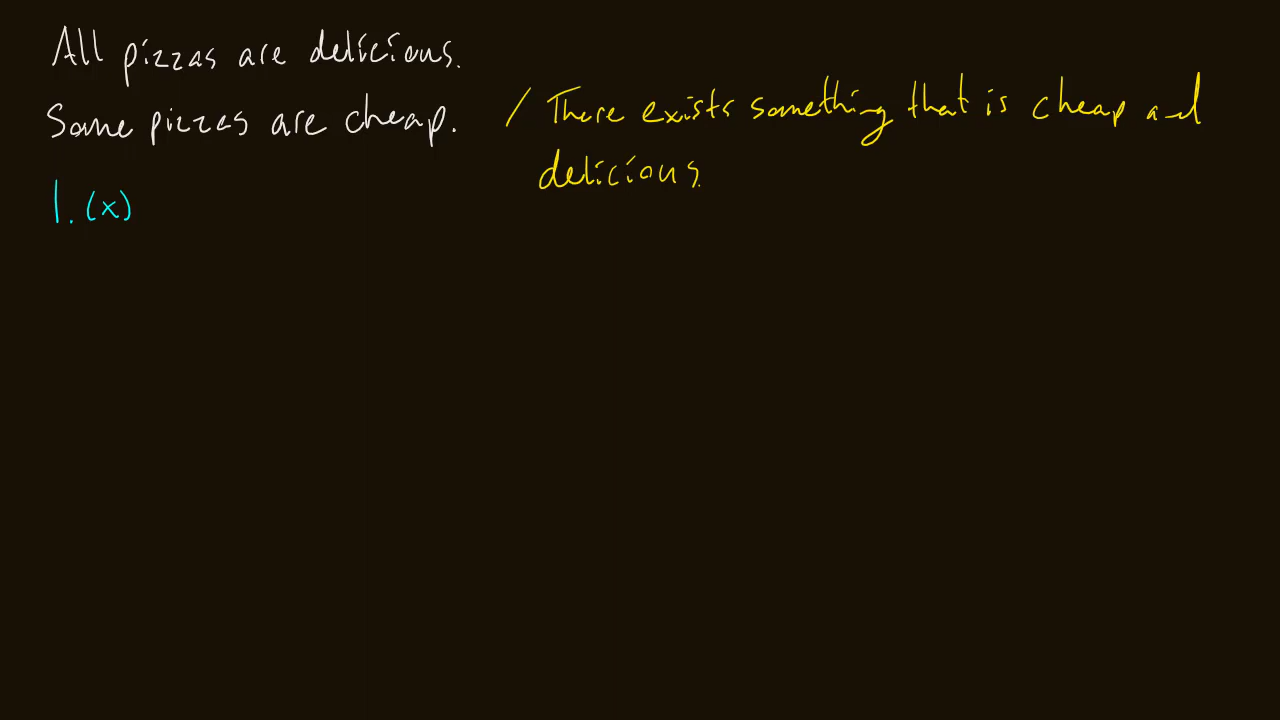 All pizzas are delicious.
Some pizzas are cheap. / There exists something that is cheap and
delicious.
1. (x)